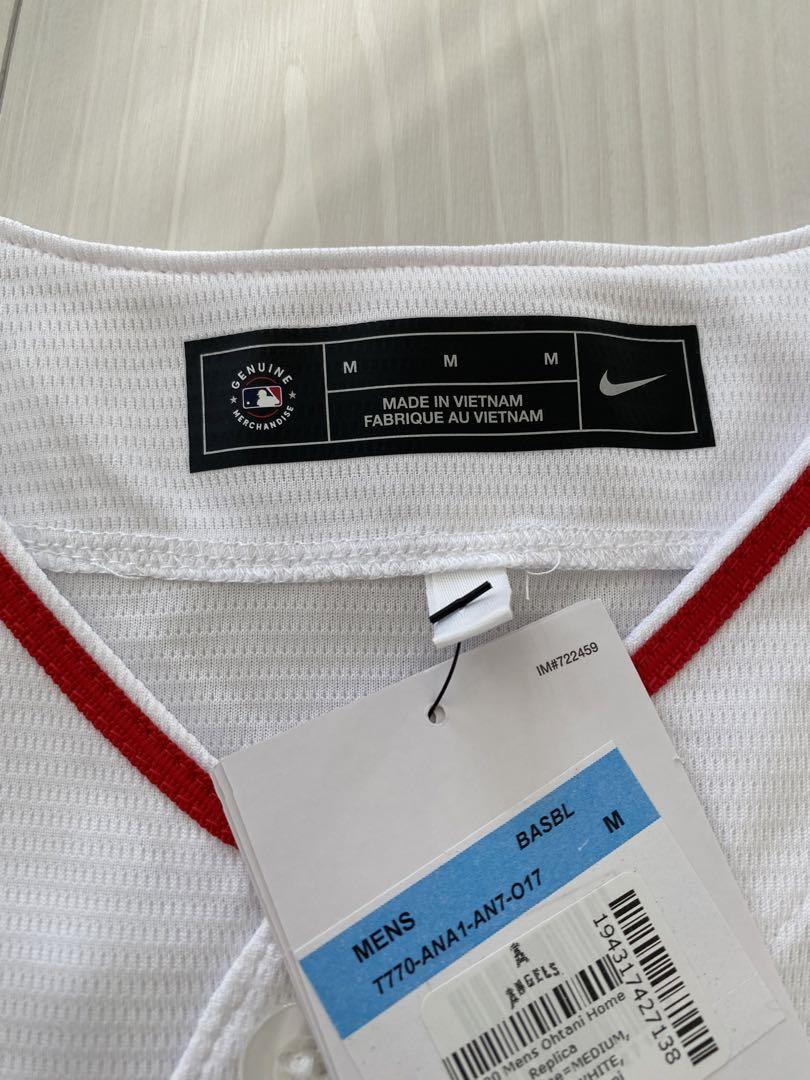 GENUINE
MERCHANDISE
M M M
MADE IN VIETNAM
FABRIQUE AU VIETNAM
IM#722459
BASBL
MENS M
T770-ANA1-AN7-O17
A
ANGELS
194317427138
Mens Ohtani Home
Replica
=MEDIUM,
WHITE,